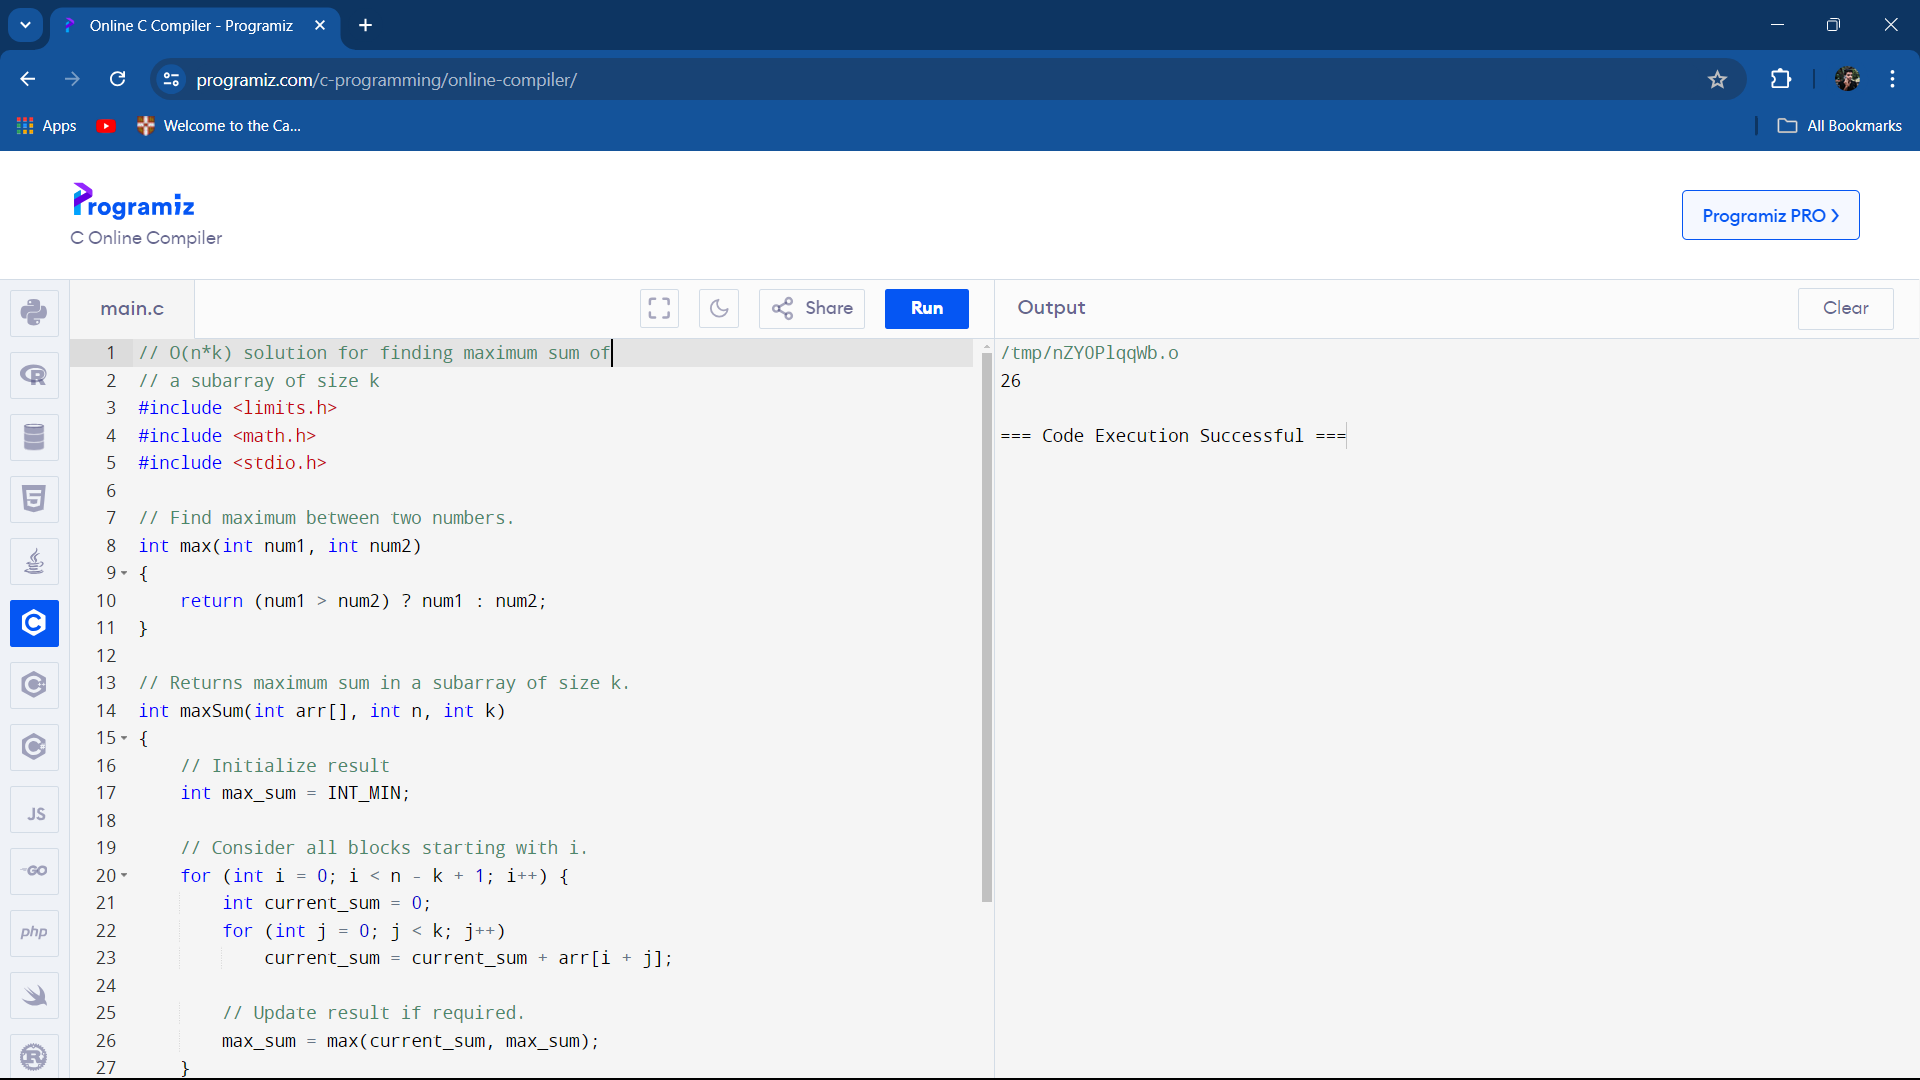 Online C Compiler - Programiz
programiz.com/c-programming/online-compiler/
Apps
Welcome to the Ca...
All Bookmarks
Programiz
C Online Compiler
Programiz PRO
main.c
Share
Run
Output
Clear
1 // O(n*k) solution for finding maximum sum of
2 // a subarray of size k
3 #include <limits.h>
4 #include <math.h>
5 #include <stdio.h>
6
7 // Find maximum between two numbers.
8 int max(int num1, int num2)
9 {
10 return (num1 > num2) ? num1 : num2;
11 }
12
13 // Returns maximum sum in a subarray of size k.
14 int maxSum(int arr[], int n, int k)
15 {
16 // Initialize result
17 int max_sum = INT_MIN;
18
19 // Consider all blocks starting with i.
20 for (int i = 0; i < n - k + 1; i++) {
21 int current_sum = 0;
22 for (int j = 0; j < k; j++)
23 current_sum = current_sum + arr[i + j];
24
25 // Update result if required.
26 max_sum = max(current_sum, max_sum);
27 }
/tmp/nZYOPlqqWb.o
26
=== Code Execution Successful ===
R
5
C
C
C
JS
GO
php
R